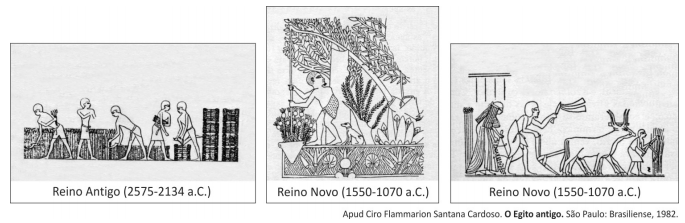 Reino Antigo (2575-2134 a.C.)
Reino Novo (1550-1070 a.C.)
Reino Novo (1550-1070 a.C.)
Apud Ciro Flammarion Santana Cardoso. O Egito antigo. São Paulo: Brasiliense, 1982.